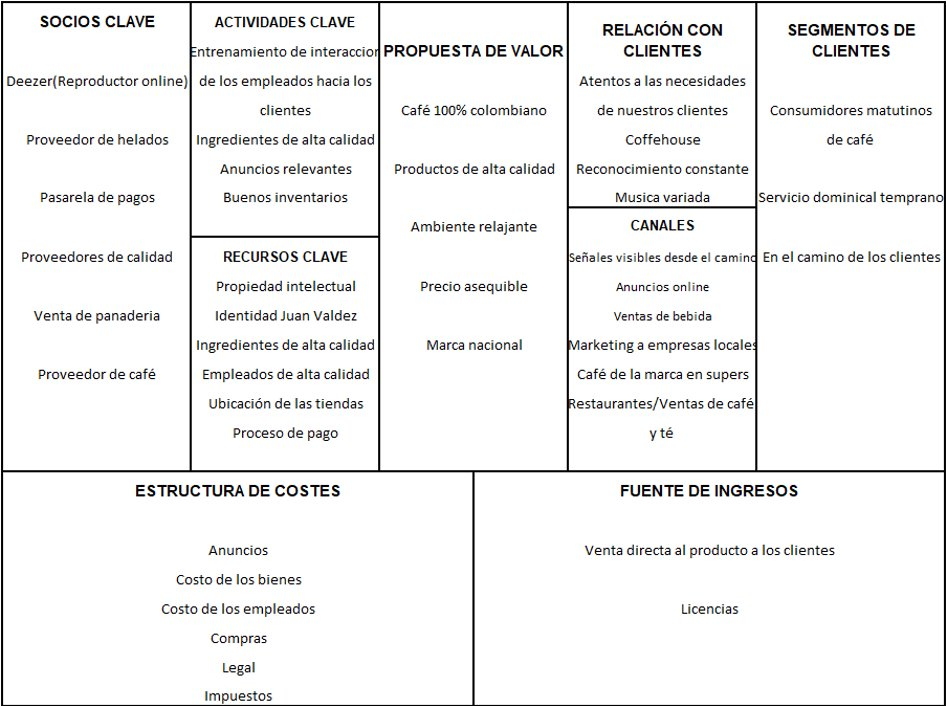 SOCIOS CLAVE
Deezer(Reproductor online)
Proveedor de helados
Pasarela de pagos
Proveedores de calidad
Venta de panaderia
Proveedor de café
ACTIVIDADES CLAVE
Entrenamiento de interaccion
de los empleados hacia los
clientes
Ingredientes de alta calidad
Anuncios relevantes
Buenos inventarios
RECURSOS CLAVE
Propiedad intelectual
Identidad Juan Valdez
Ingredientes de alta calidad
Empleados de alta calidad
Ubicación de las tiendas
Proceso de pago
PROPUESTA DE VALOR
Café 100% colombiano
Productos de alta calidad
Ambiente relajante
Precio asequible
Marca nacional
RELACIÓN CON
CLIENTES
Atentos a las necesidades
de nuestros clientes
Coffehouse
Reconocimiento constante
Musica variada
CANALES
Señales visibles desde el camino
Anuncios online
Ventas de bebida
Marketing a empresas locales
Café de la marca en supers
Restaurantes/Ventas de café
y té
SEGMENTOS DE
CLIENTES
Consumidores matutinos
de café
Servicio dominical temprano
En el camino de los clientes
ESTRUCTURA DE COSTES
Anuncios
Costo de los bienes
Costo de los empleados
Compras
Legal
Impuestos
FUENTE DE INGRESOS
Venta directa al producto a los clientes
Licencias